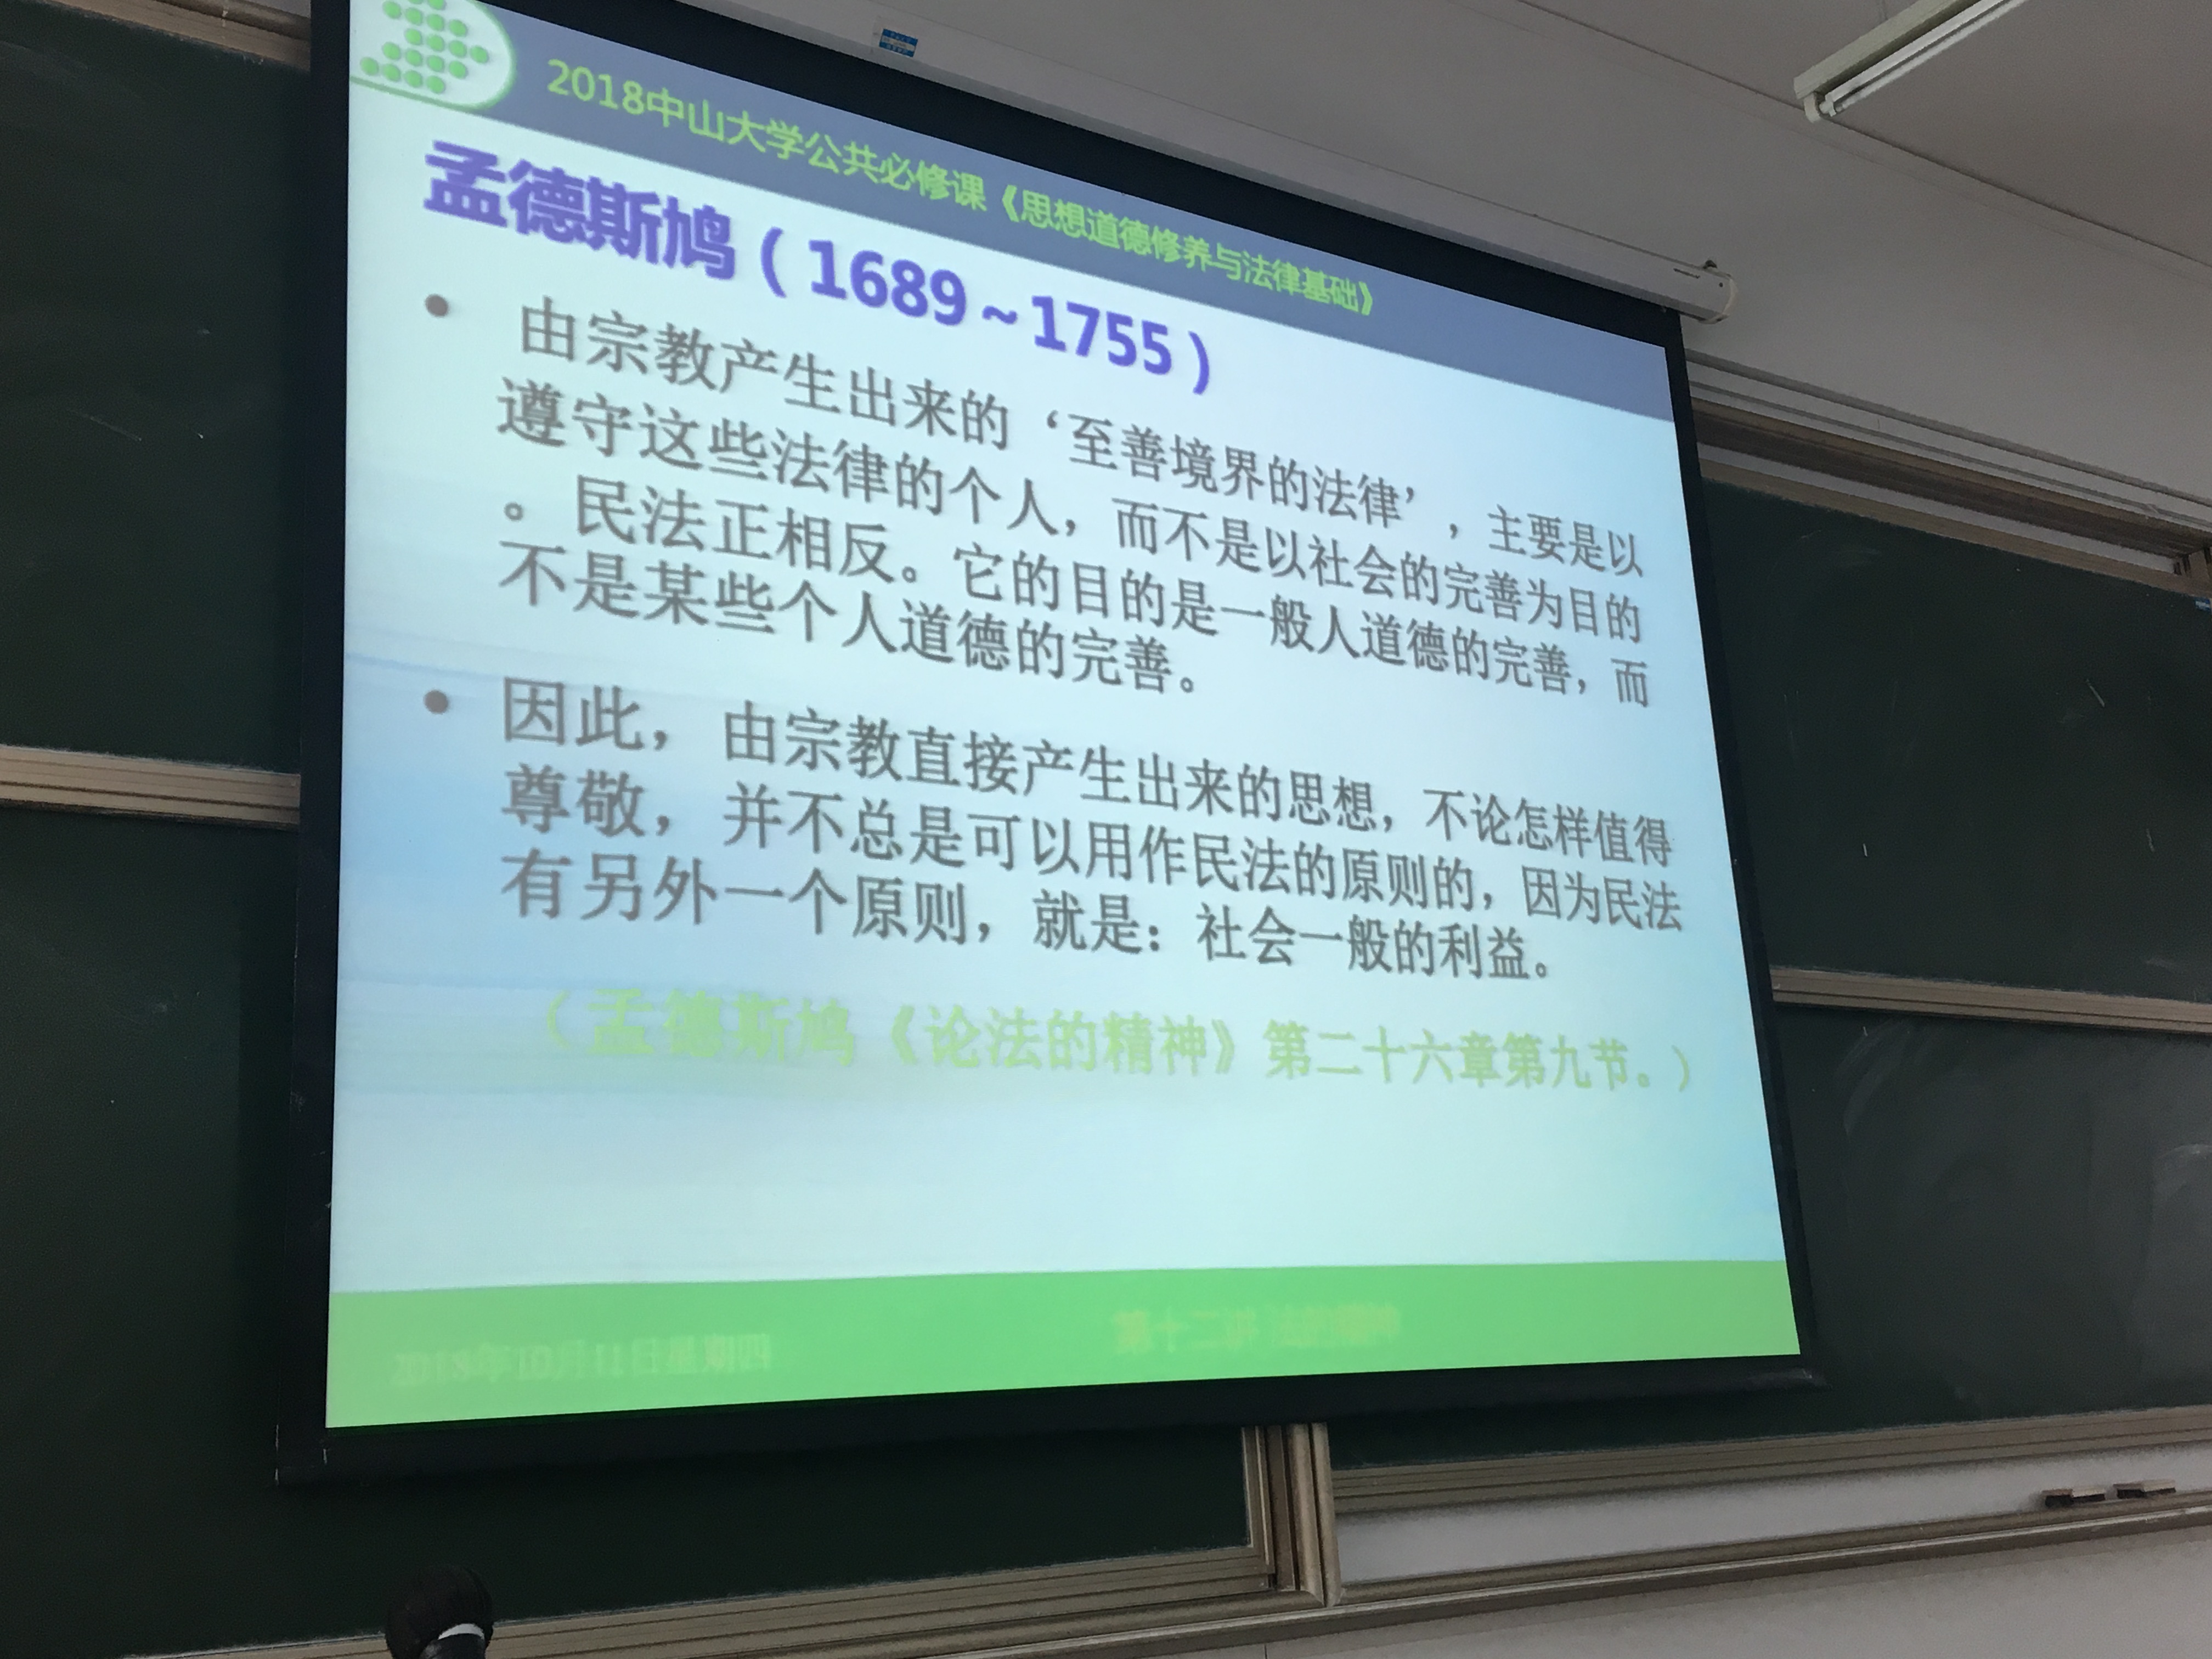 2018中山大学公共必修课《思想道德修养与法律基础》
孟德斯鸠（1689～1755）
• 由宗教产生出来的‘至善境界的法律’，主要是以
遵守这些法律的个人，而不是以社会的完善为目的
。民法正相反。它的目的是一般人道德的完善，而
不是某些个人道德的完善。
• 因此，由宗教直接产生出来的思想，不论怎样值得
尊敬，并不总是可以用作民法的原则的，因为民法
有另外一个原则，就是：社会一般的利益。
（孟德斯鸠《论法的精神》第二十六章第九节。）
2018年10月11日星期四